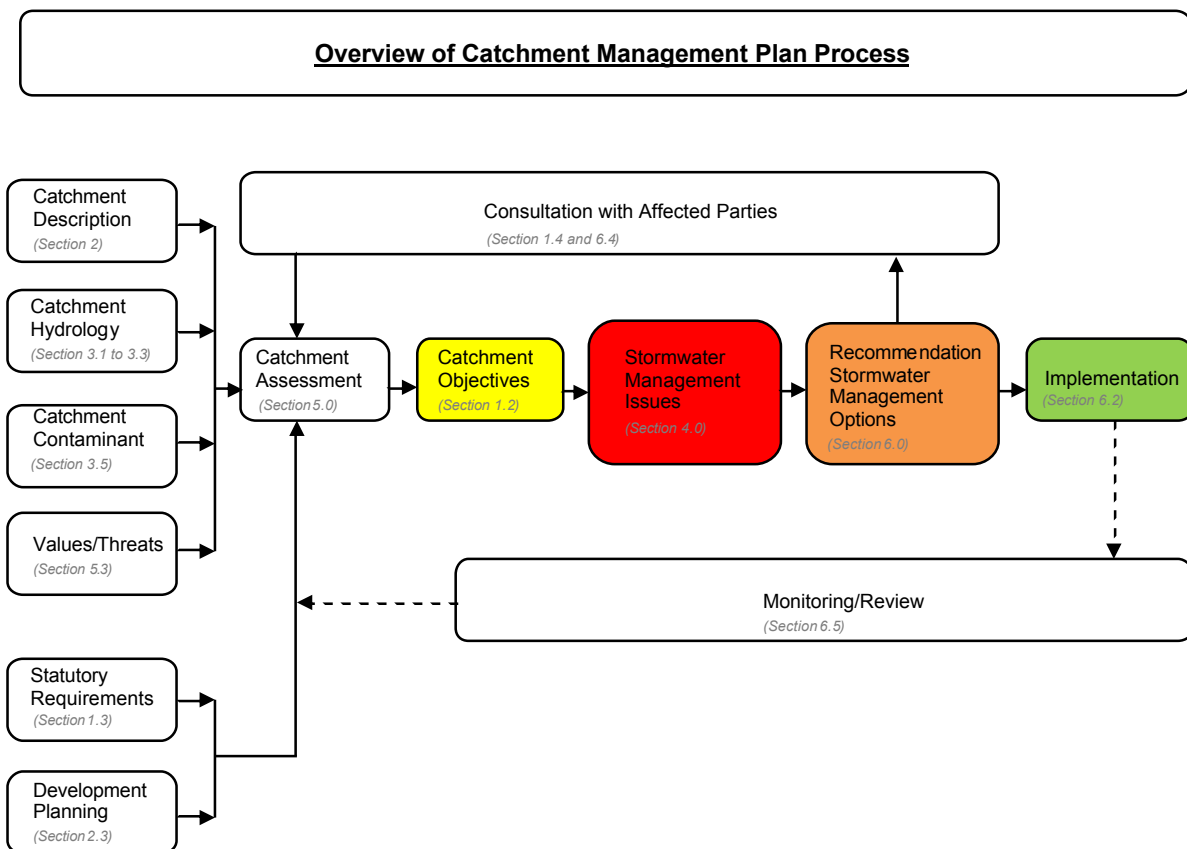 Overview of Catchment Management Plan Process
Catchment
Description
(Section 2)
Consultation with Affected Parties
(Section 1.4 and 6.4)
Catchment
Hydrology
(Section 3.1 to 3.3)
Catchment
Assessment
(Section 5.0)
Catchment
Objectives
(Section 1.2)
Stormwater
Management
Issues
(Section 4.0)
Recommendation
Stormwater
Management
Options
(Section 6.0)
Implementation
(Section 6.2)
Catchment
Contaminant
(Section 3.5)
Values/Threats
(Section 5.3)
Monitoring/Review
(Section 6.5)
Statutory
Requirements
(Section 1.3)
Development
Planning
(Section 2.3)